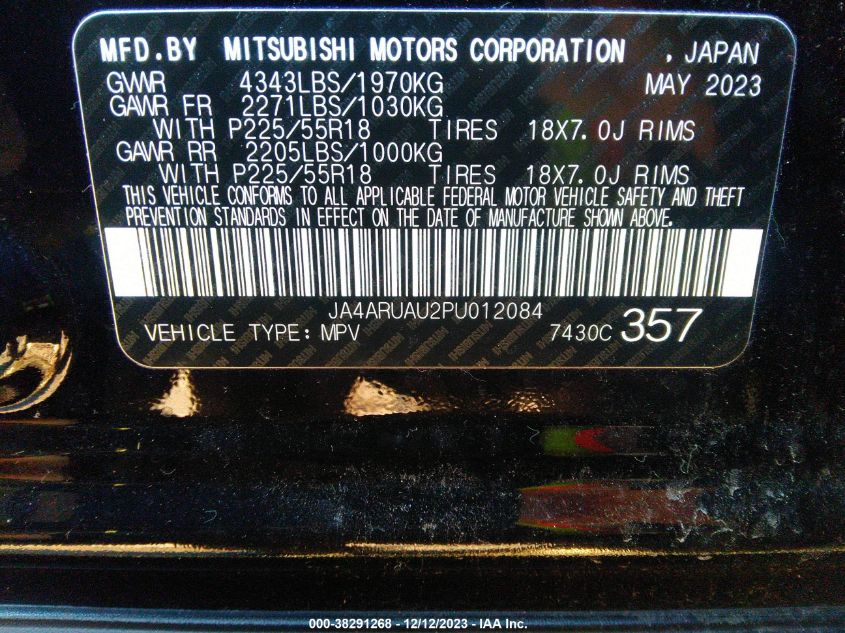 MFD.BY MITSUBISHI MOTORS CORPORATION , JAPAN
GVWR 4343LBS/1970KG MAY 2023
GAWR FR 2271LBS/1030KG
WITH P225/55R18 TIRES 18X7.0J RIMS
GAWR RR 2205LBS/1000KG
WITH P225/55R18 TIRES 18X7.0J RIMS
THIS VEHICLE CONFORMS TO ALL APPLICABLE FEDERAL MOTOR VEHICLE SAFETY AND THEFT
PREVENTION STANDARDS IN EFFECT ON THE DATE OF MANUFACTURE SHOWN ABOVE.
JA4ARUAU2PU012084
VEHICLE TYPE: MPV 7430C 357
000-38291268 - 12/12/2023 - IAA Inc.